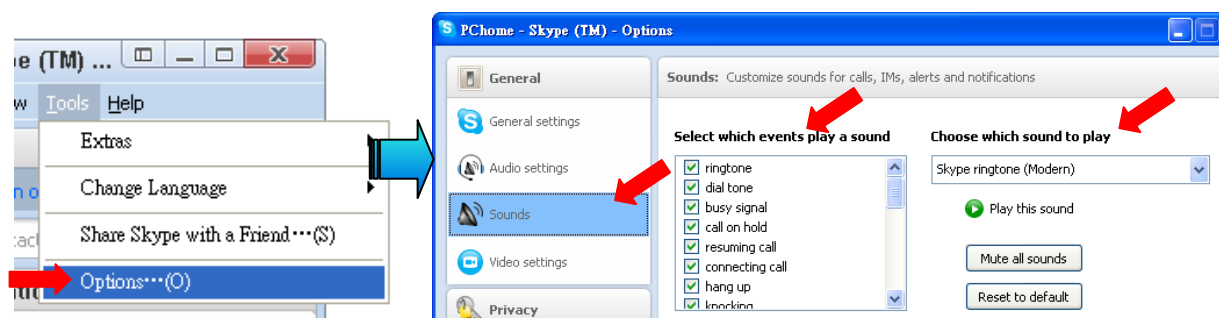 e (TM) ...
w Tools Help
Extras
Change Language
Share Skype with a Friend⋯(S)
Options⋯(O)
PChome - Skype (TM) - Options
General
General settings
Audio settings
Sounds
Video settings
Privacy
Sounds: Customize sounds for calls, IMs, alerts and notifications
Select which events play a sound
ringtone
dial tone
busy signal
call on hold
resuming call
connecting call
hang up
knocking
Choose which sound to play
Skype ringtone (Modern)
Play this sound
Mute all sounds
Reset to default